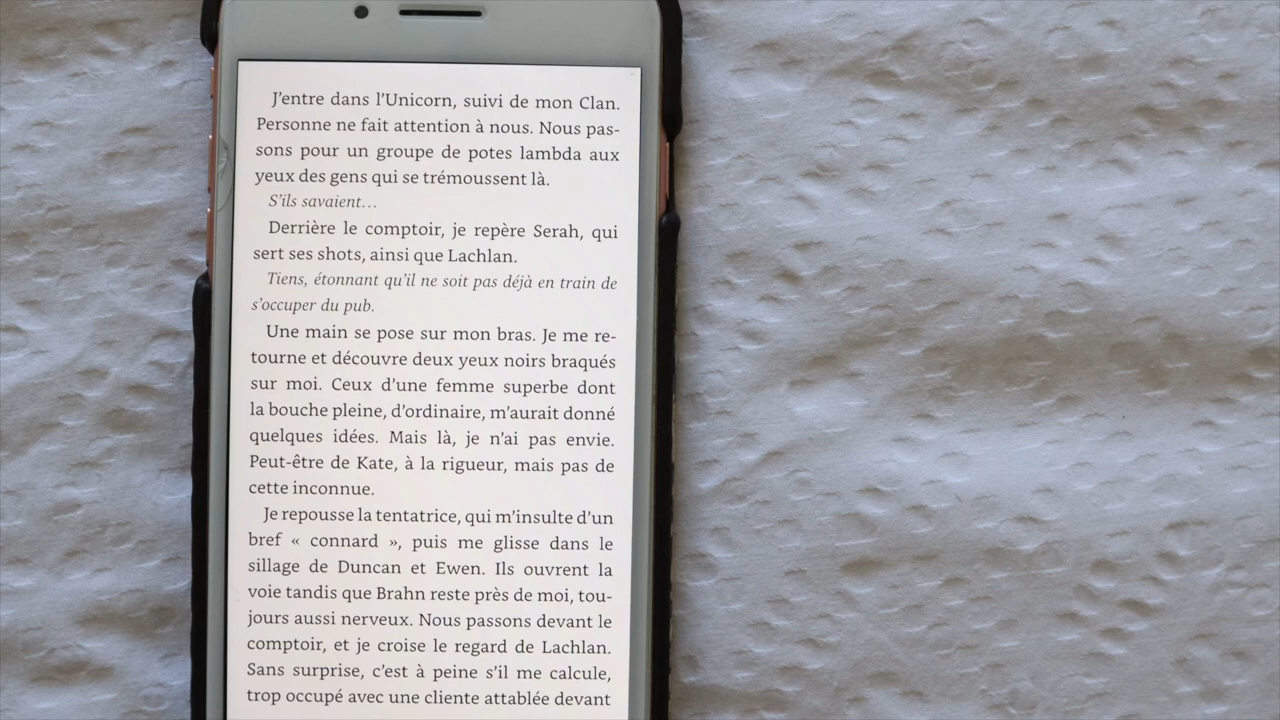 J’entre dans l’Unicorn, suivi de mon Clan.
Personne ne fait attention à nous. Nous pas-
sons pour un groupe de potes lambda aux
yeux des gens qui se trémoussent là.
S’ils savaient…
Derrière le comptoir, je repère Serah, qui
sert ses shots, ainsi que Lachlan.
Tiens, étonnant qu’il ne soit pas déjà en train de
s’occuper du pub.
Une main se pose sur mon bras. Je me re-
tourne et découvre deux yeux noirs braqués
sur moi. Ceux d’une femme superbe dont
la bouche pleine, d’ordinaire, m’aurait donné
quelques idées. Mais là, je n’ai pas envie.
Peut-être de Kate, à la rigueur, mais pas de
cette inconnue.
Je repousse la tentatrice, qui m’insulte d’un
bref « connard », puis me glisse dans le
sillage de Duncan et Ewen. Ils ouvrent la
voie tandis que Brahn reste près de moi, tou-
jours aussi nerveux. Nous passons devant le
comptoir, et je croise le regard de Lachlan.
Sans surprise, c’est à peine s’il me calcule,
trop occupé avec une cliente attablée devant